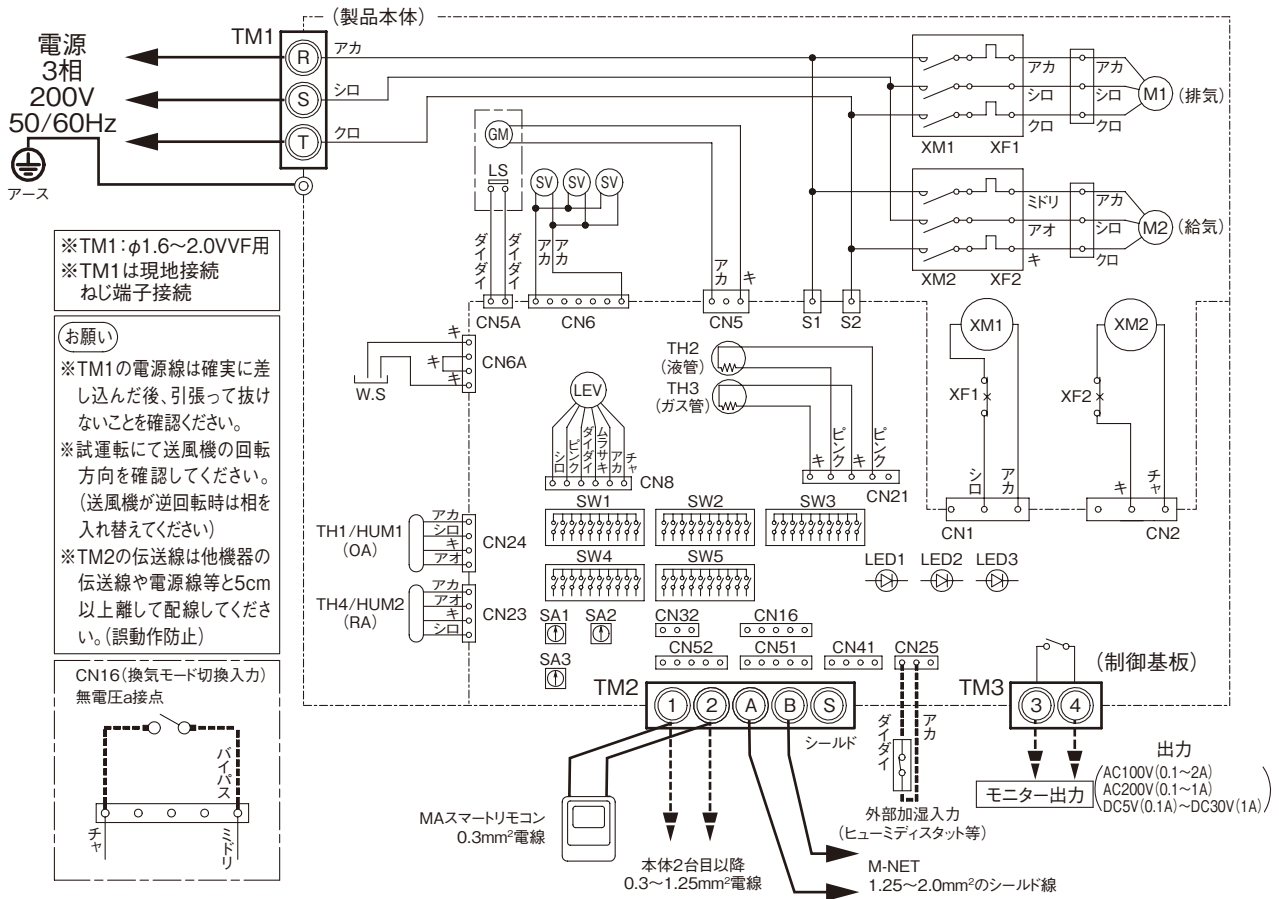 (製品本体)
電源
3相
200V
50/60Hz
アース
TM1
R
S
T
アカ
シロ
クロ
GM
LS
SV
SV
SV
ダイダイ
ダイダイ
アカ
アカ
アカ
キ
CN5A
CN6
CN5
S1
S2
XM1
XF1
アカ
シロ
クロ
アカ
シロ
クロ
M1
(排気)
XM2
XF2
ミドリ
アオ
キ
アカ
シロ
クロ
M2
(給気)
※TM1:φ1.6~2.0VVF用
※TM1は現地接続
ねじ端子接続
お願い
※TM1の電源線は確実に差
し込んだ後、引張って抜け
ないことを確認ください。
※試運転にて送風機の回転
方向を確認してください。
(送風機が逆回転時は相を
入れ替えてください)
※TM2の伝送線は他機器の
伝送線や電源線等と5cm
以上離して配線してくださ
い。(誤動作防止)
CN16(換気モード切換入力)
無電圧a接点
バイパス
チャ
ミドリ
キ
キ
キ
CN6A
W.S
LEV
シロ
ピンク
ダイダイ
ムラサキ
アカ
チャ
CN8
TH2
(液管)
TH3
(ガス管)
キ
ピンク
キ
ピンク
CN21
XM1
XF1
シロ
アカ
CN1
XM2
XF2
キ
チャ
CN2
TH1/HUM1
(OA)
アカ
シロ
キ
アオ
CN24
TH4/HUM2
(RA)
アカ
アオ
キ
シロ
CN23
SW1
SW2
SW3
SW4
SW5
LED1
LED2
LED3
SA1
SA2
SA3
CN32
CN16
CN52
CN51
CN41
CN25
(制御基板)
TM2
1
2
A
B
S
シールド
TM3
3
4
ダイダイ
アカ
外部加湿入力
(ヒューミディスタット等)
モニター出力
出力
AC100V(0.1~2A)
AC200V(0.1~1A)
DC5V(0.1A)~DC30V(1A)
MAスマートリモコン
0.3mm²電線
本体2台目以降
0.3~1.25mm²電線
M-NET
1.25~2.0mm²のシールド線